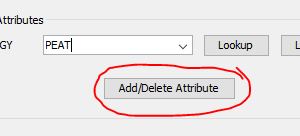 Attributes
GY PEAT Lookup L
Add/Delete Attribute